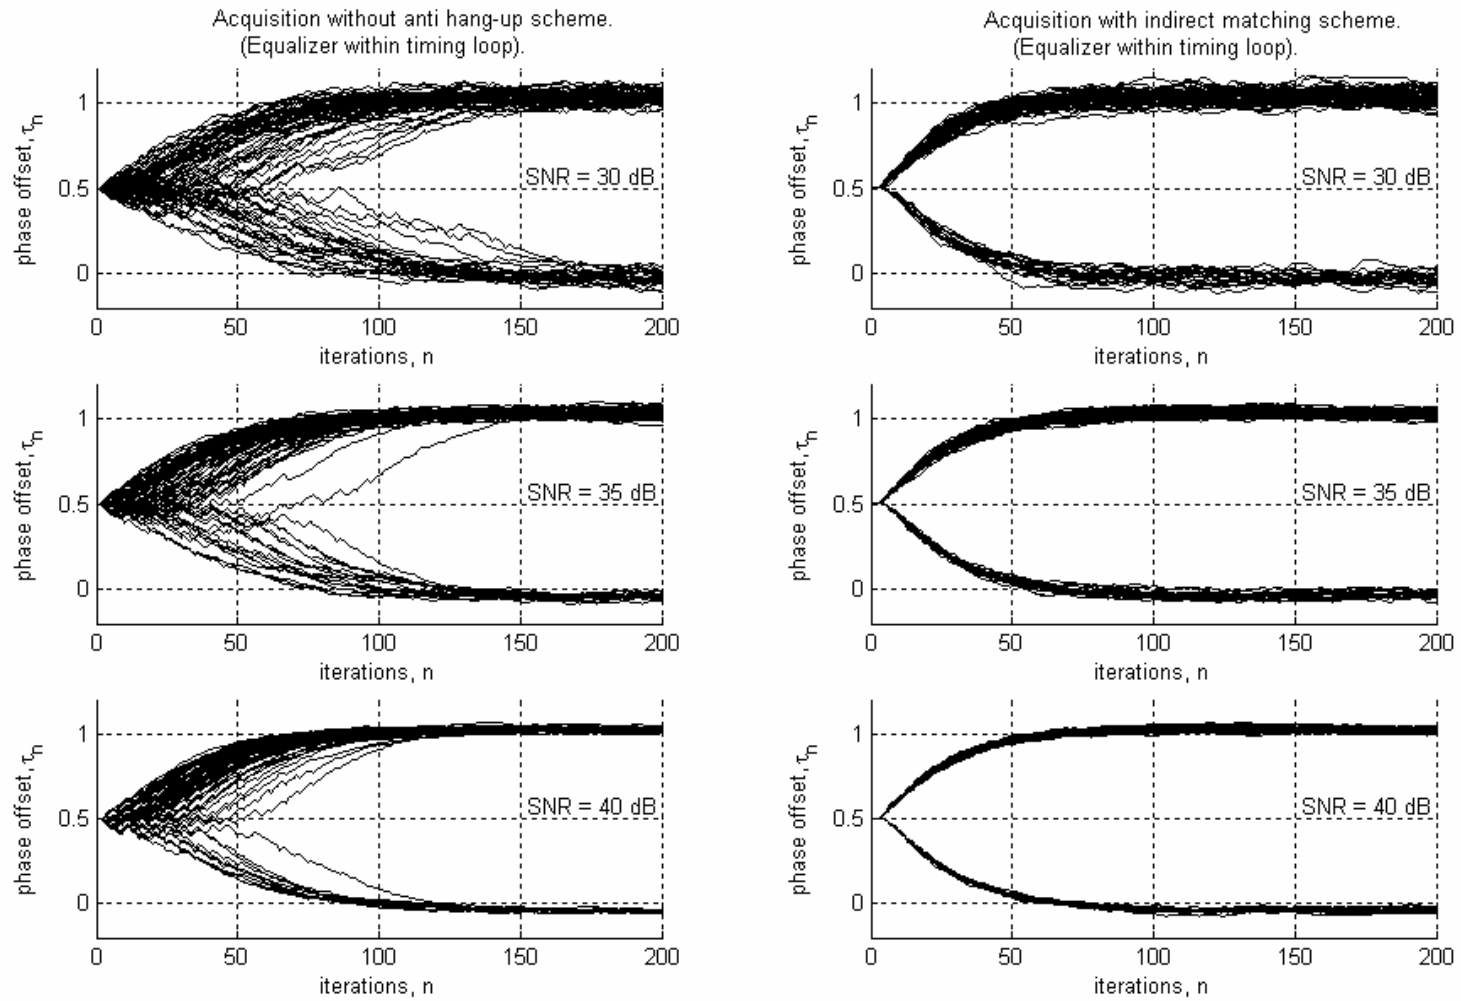 Acquisition without anti hang-up scheme.
(Equalizer within timing loop).
1
0.5
0
phase offset, τn
SNR = 30 dB
0 50 100 150 200
iterations, n
Acquisition with indirect matching scheme.
(Equalizer within timing loop).
1
0.5
0
phase offset, τn
SNR = 30 dB
0 50 100 150 200
iterations, n
1
0.5
0
phase offset, τn
SNR = 35 dB
0 50 100 150 200
iterations, n
1
0.5
0
phase offset, τn
SNR = 35 dB
0 50 100 150 200
iterations, n
1
0.5
0
phase offset, τn
SNR = 40 dB
0 50 100 150 200
iterations, n
1
0.5
0
phase offset, τn
SNR = 40 dB
0 50 100 150 200
iterations, n